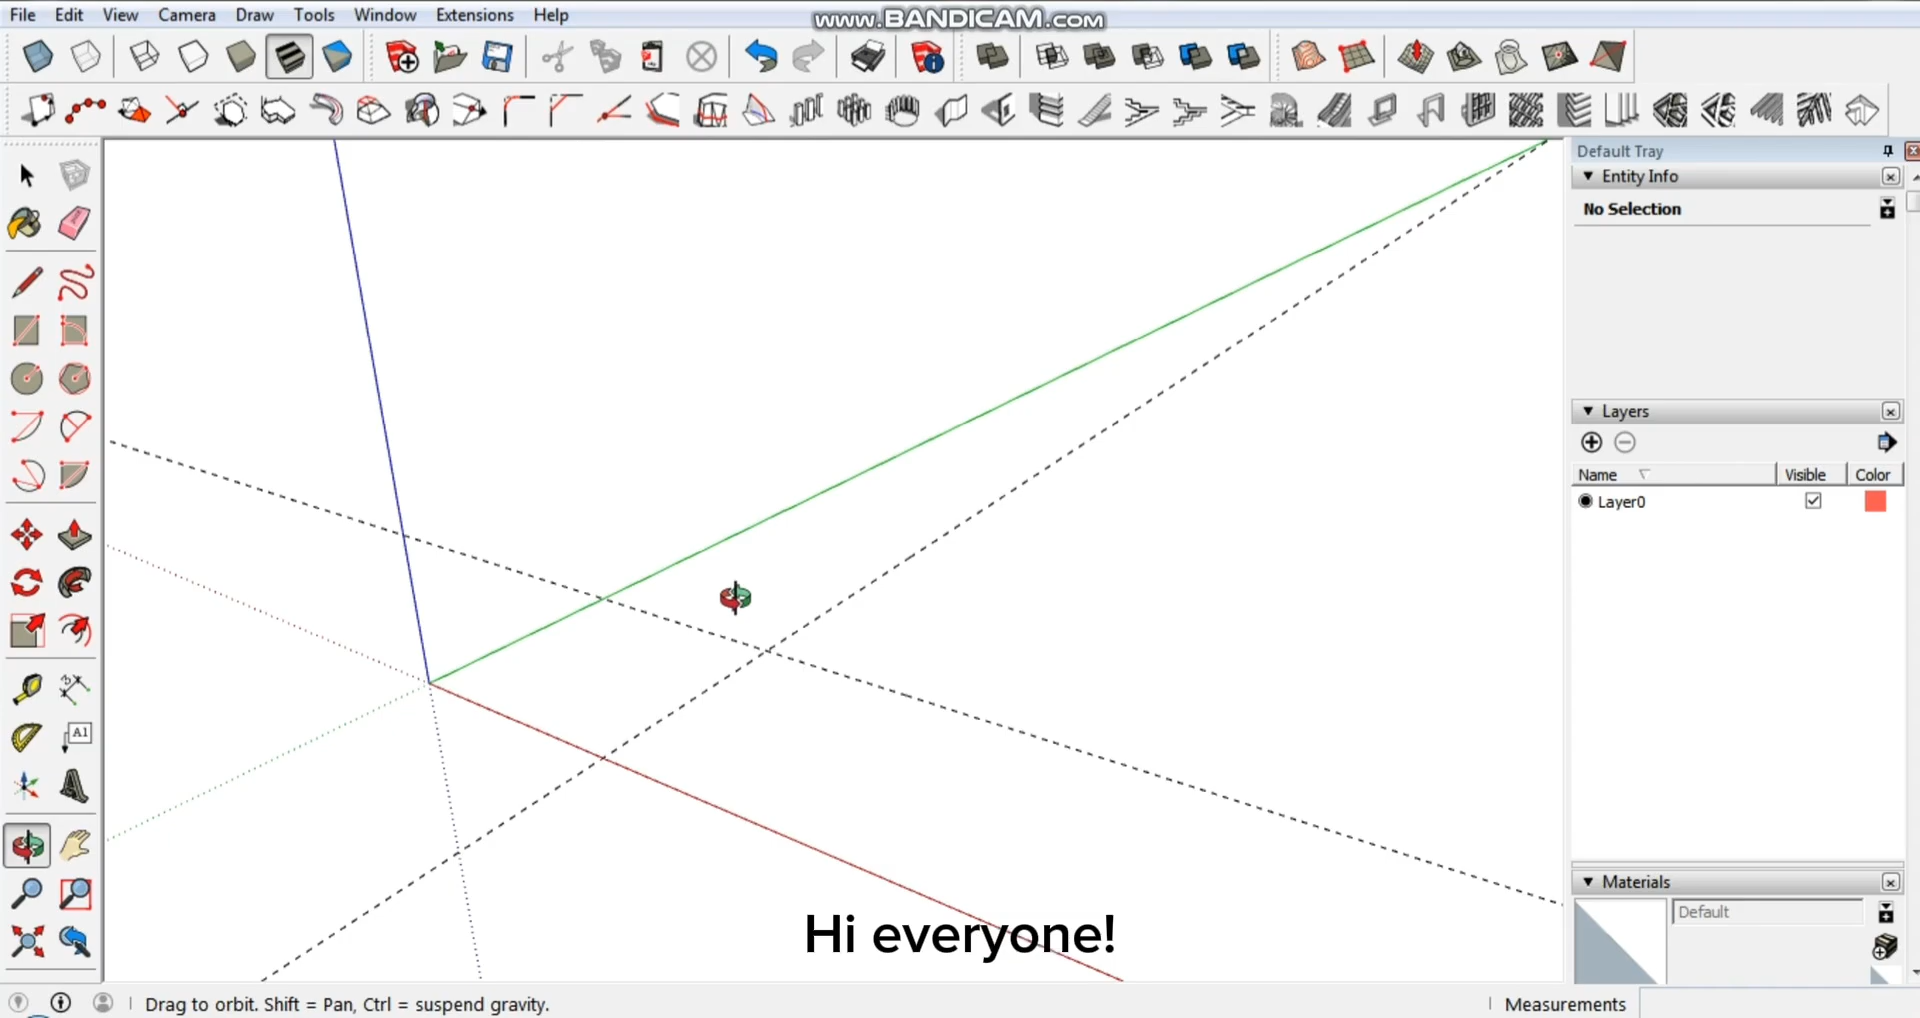 File Edit View Camera Draw Tools Window Extensions Help
www.BANDICAM.com
Default Tray
Entity Info
No Selection
Layers
Name Visible Color
Layer0
Materials
Default
A1
Hi everyone!
Drag to orbit. Shift = Pan, Ctrl = suspend gravity.
Measurements